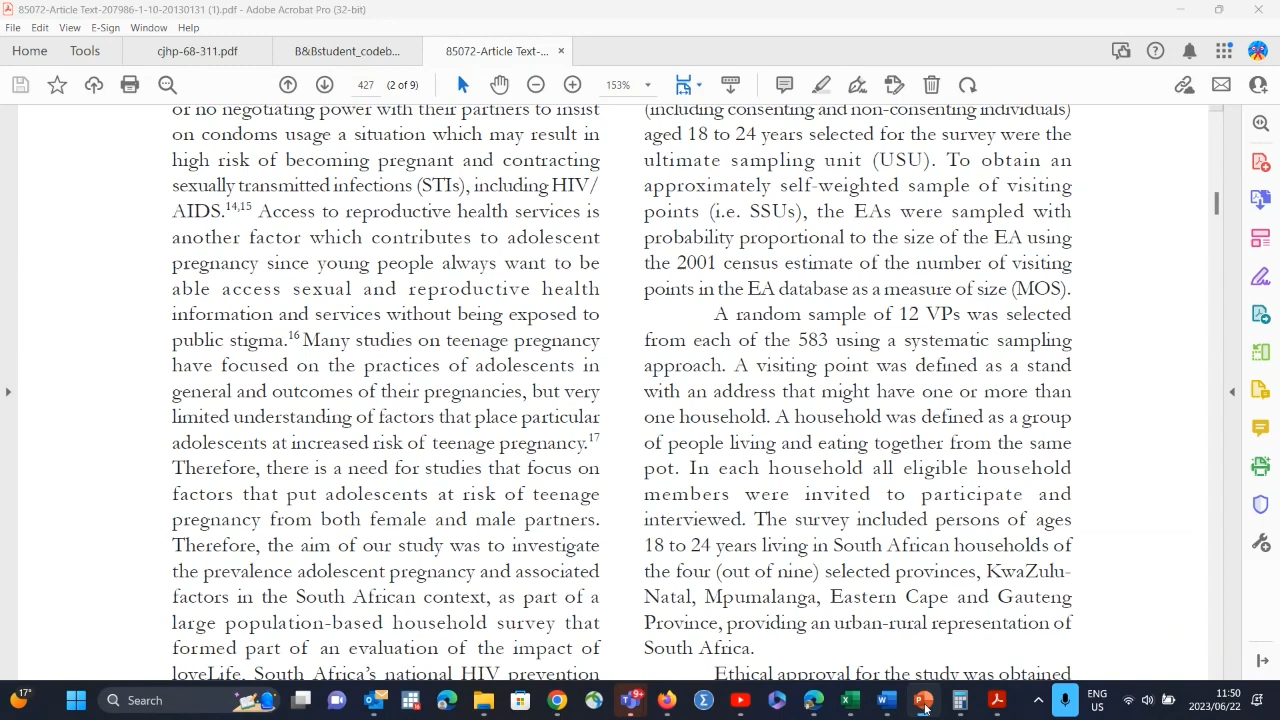 85072-Article Text-207986-1-10-20130131 (1).pdf - Adobe Acrobat Pro (32-bit)
File Edit View E-Sign Window Help
Home Tools cjhp-68-311.pdf B&Bstudent_codeb... 85072-Article Text-... ×
427 (2 of 9) 153%
or no negotiating power with their partners to insist
on condoms usage a situation which may result in
high risk of becoming pregnant and contracting
sexually transmitted infections (STIs), including HIV/
AIDS.14,15 Access to reproductive health services is
another factor which contributes to adolescent
pregnancy since young people always want to be
able access sexual and reproductive health
information and services without being exposed to
public stigma.16 Many studies on teenage pregnancy
have focused on the practices of adolescents in
general and outcomes of their pregnancies, but very
limited understanding of factors that place particular
adolescents at increased risk of teenage pregnancy.17
Therefore, there is a need for studies that focus on
factors that put adolescents at risk of teenage
pregnancy from both female and male partners.
Therefore, the aim of our study was to investigate
the prevalence adolescent pregnancy and associated
factors in the South African context, as part of a
large population-based household survey that
formed part of an evaluation of the impact of
loveLife, South Africa's national HIV prevention
(including consenting and non-consenting individuals)
aged 18 to 24 years selected for the survey were the
ultimate sampling unit (USU). To obtain an
approximately self-weighted sample of visiting
points (i.e. SSUs), the EAs were sampled with
probability proportional to the size of the EA using
the 2001 census estimate of the number of visiting
points in the EA database as a measure of size (MOS).
A random sample of 12 VPs was selected
from each of the 583 using a systematic sampling
approach. A visiting point was defined as a stand
with an address that might have one or more than
one household. A household was defined as a group
of people living and eating together from the same
pot. In each household all eligible household
members were invited to participate and
interviewed. The survey included persons of ages
18 to 24 years living in South African households of
the four (out of nine) selected provinces, KwaZulu-
Natal, Mpumalanga, Eastern Cape and Gauteng
Province, providing an urban-rural representation of
South Africa.
Ethical approval for the study was obtained
17° Search 9+ ENG 11:50
US 2023/06/22